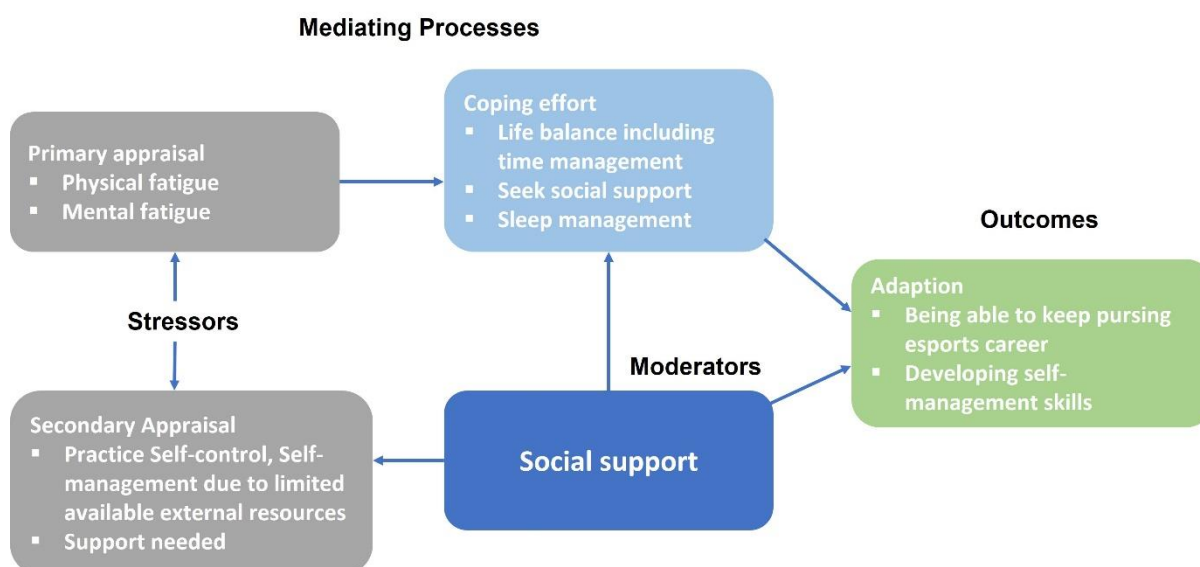 Mediating Processes
Primary appraisal
▪ Physical fatigue
▪ Mental fatigue
Coping effort
▪ Life balance including
time management
▪ Seek social support
▪ Sleep management
Outcomes
Adaption
▪ Being able to keep pursing
esports career
▪ Developing self-
management skills
Stressors
Moderators
Secondary Appraisal
▪ Practice Self-control, Self-
management due to limited
available external resources
▪ Support needed
Social support